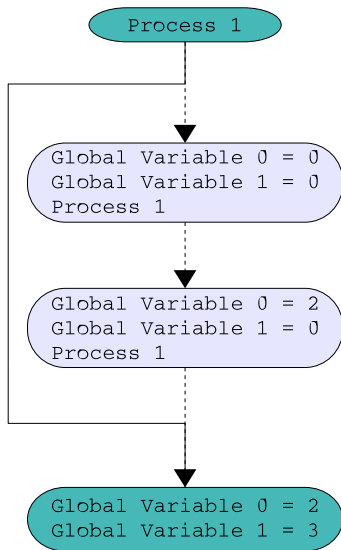 Process 1
Global Variable 0 = 0
Global Variable 1 = 0
Process 1
Global Variable 0 = 2
Global Variable 1 = 0
Process 1
Global Variable 0 = 2
Global Variable 1 = 3